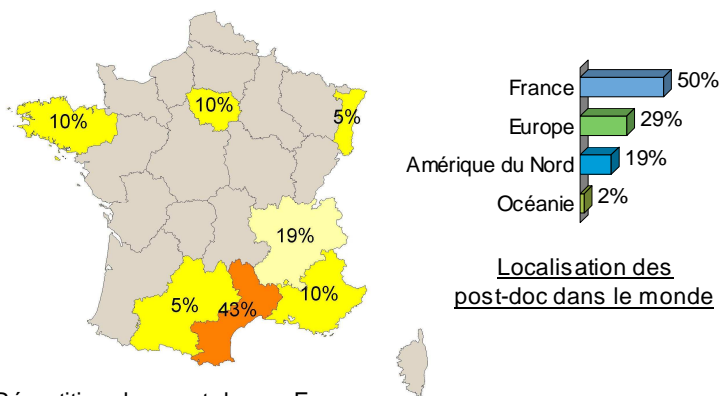 10%
10%
5%
19%
5%
43%
10%
France 50%
Europe 29%
Amérique du Nord 19%
Océanie 2%
Localisation des
post-doc dans le monde